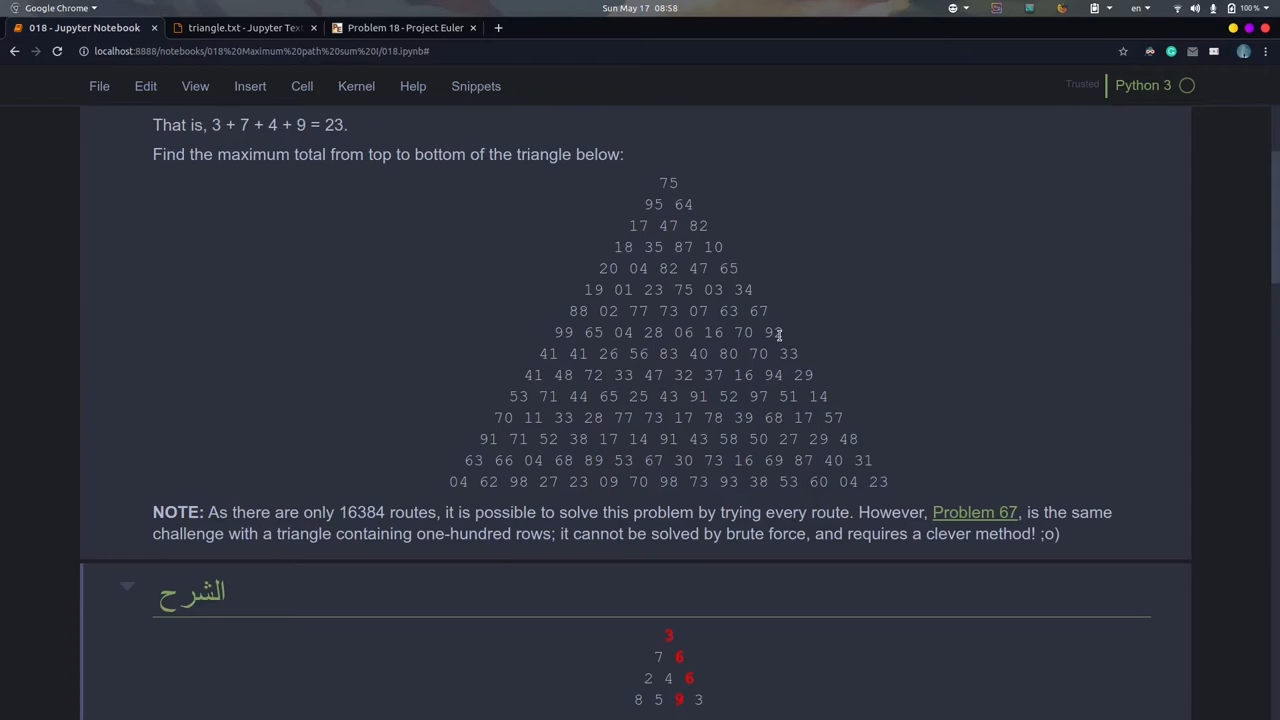 Google Chrome
Sun May 17 08:58
en
100 %
018 - Jupyter Notebook
triangle.txt - Jupyter Tex
Problem 18 - Project Euler
localhost:8888/notebooks/018%20Maximum%20path%20sum%20I/018.ipynb#
File Edit View Insert Cell Kernel Help Snippets
Trusted
Python 3
That is, 3 + 7 + 4 + 9 = 23.
Find the maximum total from top to bottom of the triangle below:
75
95 64
17 47 82
18 35 87 10
20 04 82 47 65
19 01 23 75 03 34
88 02 77 73 07 63 67
99 65 04 28 06 16 70 92
41 41 26 56 83 40 80 70 33
41 48 72 33 47 32 37 16 94 29
53 71 44 65 25 43 91 52 97 51 14
70 11 33 28 77 73 17 78 39 68 17 57
91 71 52 38 17 14 91 43 58 50 27 29 48
63 66 04 68 89 53 67 30 73 16 69 87 40 31
04 62 98 27 23 09 70 98 73 93 38 53 60 04 23
NOTE: As there are only 16384 routes, it is possible to solve this problem by trying every route. However, Problem 67, is the same
challenge with a triangle containing one-hundred rows; it cannot be solved by brute force, and requires a clever method! ;o)
الشرح
3
7 6
2 4 6
8 5 9 3